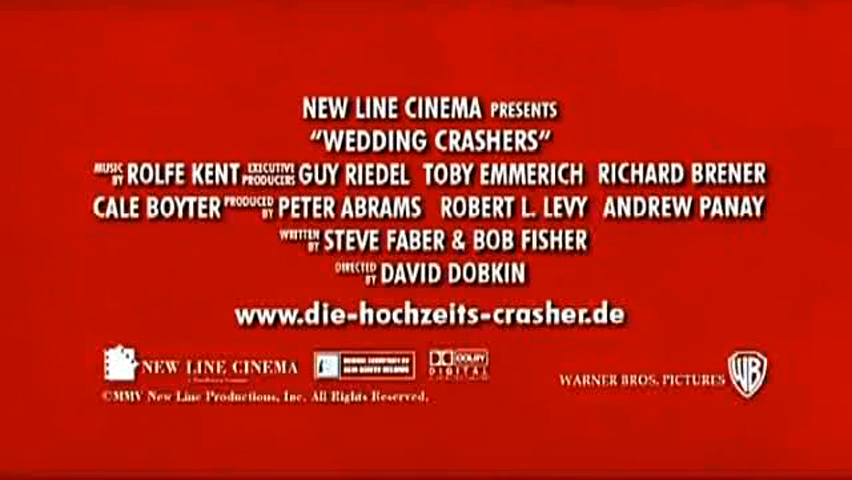 NEW LINE CINEMA PRESENTS
"WEDDING CRASHERS"
MUSIC BY ROLFE KENT EXECUTIVE PRODUCERS GUY RIEDEL TOBY EMMERICH RICHARD BRENER
CALE BOYTER PRODUCED BY PETER ABRAMS ROBERT L. LEVY ANDREW PANAY
WRITTEN BY STEVE FABER & BOB FISHER
DIRECTED BY DAVID DOBKIN
www.die-hochzeits-crasher.de
NEW LINE CINEMA
DOLBY
DIGITAL
WARNER BROS. PICTURES WB
©MMV New Line Productions, Inc. All Rights Reserved.